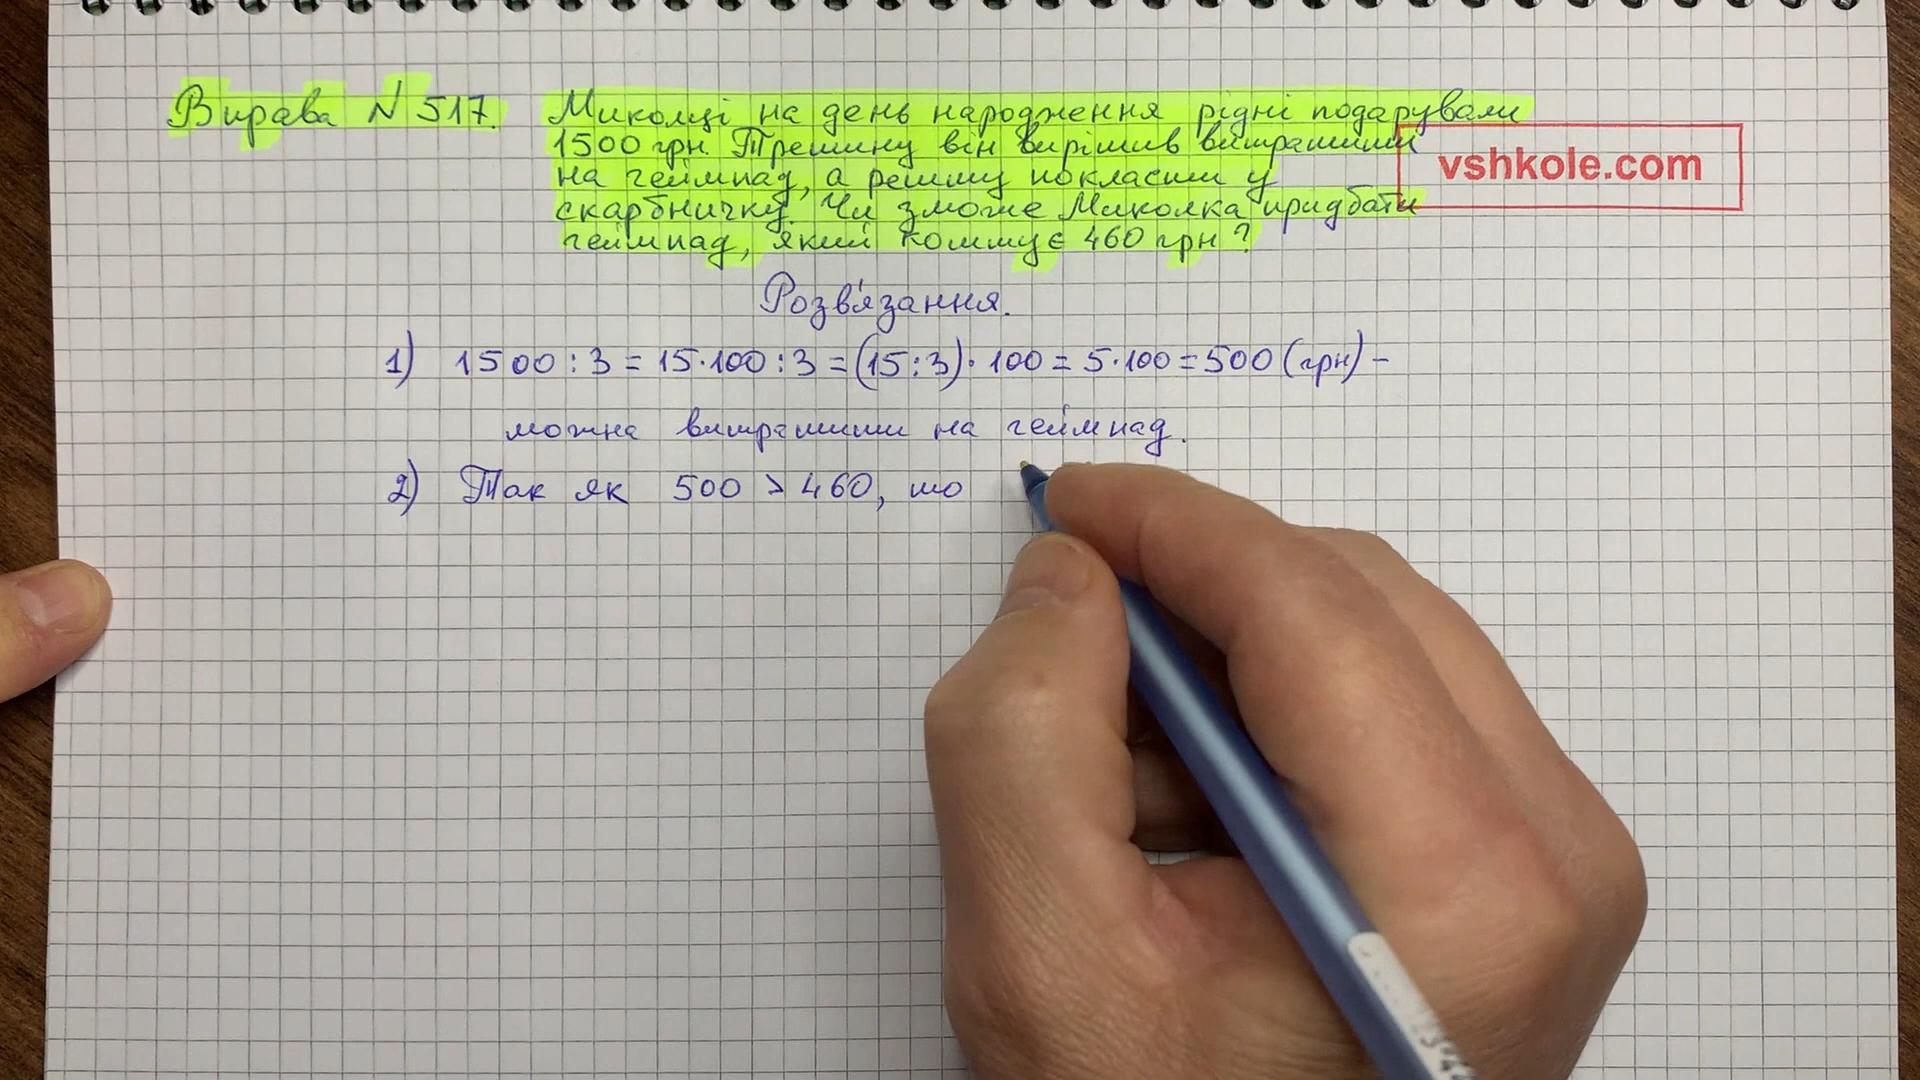 Вправа N 517. Миколці на день народження рідні подарували
1500 грн. Третину він вирішив витратити
на геймпад, а решту покласти у
скарбничку. Чи зможе Миколка придбати
геймпад, який коштує 460 грн?
vshkole.com
Розв'язання.
1) 1500 : 3 = 15·100 : 3 = (15 : 3)·100 = 5·100 = 500 (грн) –
можна витратити на геймпад.
2) Так як 500 > 460, то